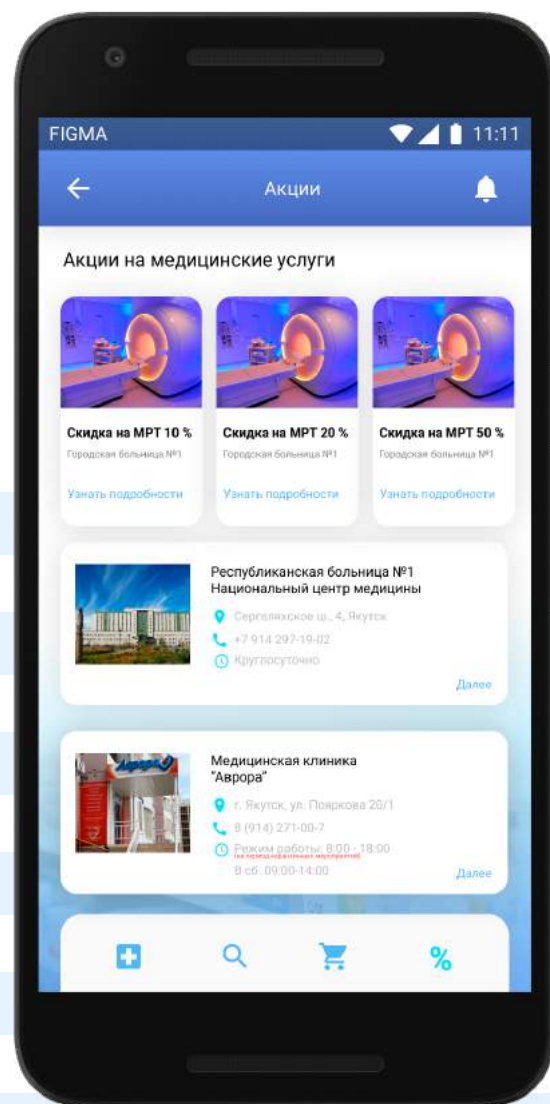 FIGMA
11:11
Акции
Акции на медицинские услуги
Скидка на МРТ 10 %
Городская больница №1
Узнать подробности
Скидка на МРТ 20 %
Городская больница №1
Узнать подробности
Скидка на МРТ 50 %
Городская больница №1
Узнать подробности
Республиканская больница №1
Национальный центр медицины
Сергеляхское ш., 4, Якутск
+7 914 297-19-02
Круглосуточно
Далее
Аврора
Медицинская клиника
"Аврора"
г. Якутск, ул. Пояркова 20/1
8 (914) 271-00-7
Режим работы: 8:00 - 18:00
В сб: 09:00-14:00
Далее
%